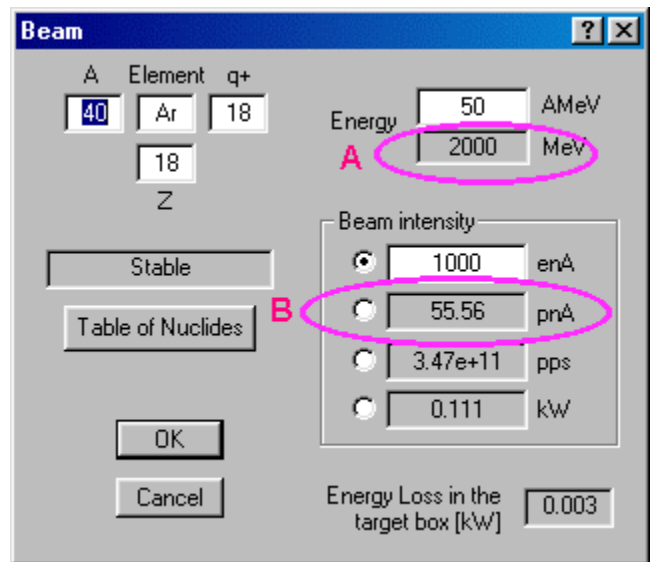 Beam
? ×
A Element q+
40 Ar 18
18
Z
Energy 50 AMeV
A 2000 MeV
Stable
Table of Nuclides
Beam intensity
1000 enA
B 55.56 pnA
3.47e+11 pps
0.111 kW
OK
Cancel
Energy Loss in the
target box [kW] 0.003